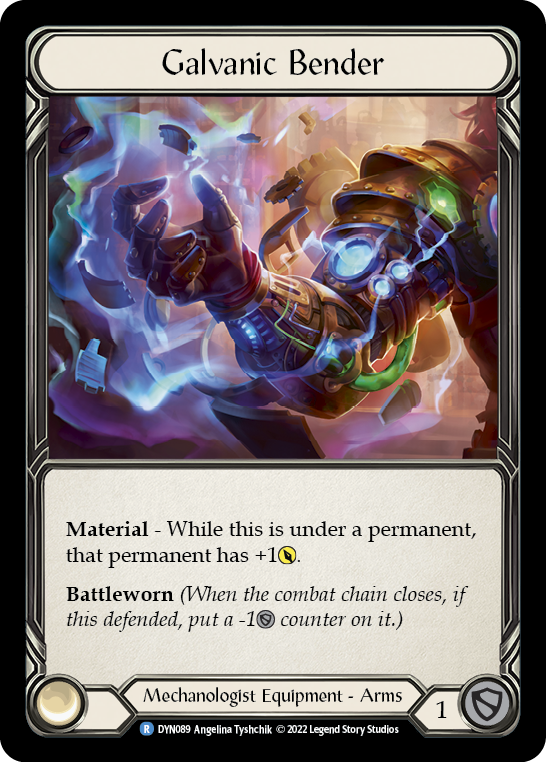 Galvanic Bender
Material - While this is under a permanent,
that permanent has +1.
Battleworn (When the combat chain closes, if
this defended, put a -1 counter on it.)
Mechanologist Equipment - Arms
1
R DYN089 Angelina Tyshchik © 2022 Legend Story Studios